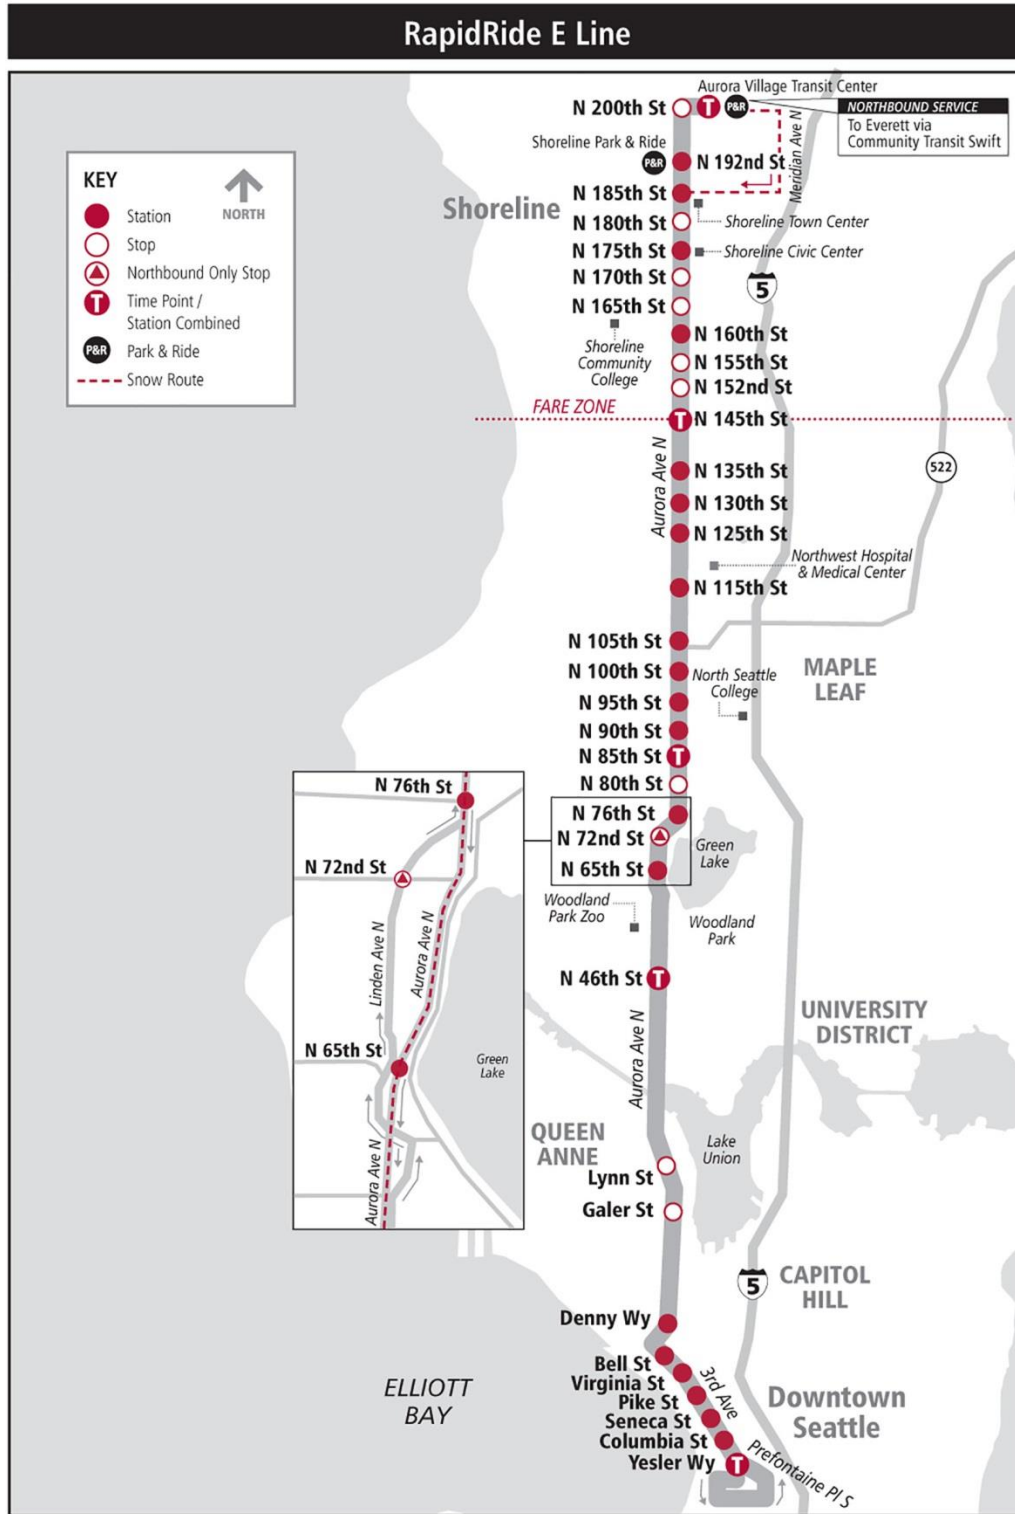 RapidRide E Line
Aurora Village Transit Center
N 200th St
T
P&R
NORTHBOUND SERVICE
To Everett via
Community Transit Swift
Shoreline Park & Ride
P&R
N 192nd St
Meridian Ave N
KEY
NORTH
Station
Stop
Northbound Only Stop
T
Time Point /
Station Combined
P&R
Park & Ride
Snow Route
Shoreline
N 185th St
N 180th St
Shoreline Town Center
N 175th St
Shoreline Civic Center
N 170th St
5
N 165th St
Shoreline
Community
College
N 160th St
N 155th St
N 152nd St
FARE ZONE
T
N 145th St
Aurora Ave N
522
N 135th St
N 130th St
N 125th St
Northwest Hospital
& Medical Center
N 115th St
N 105th St
MAPLE
LEAF
N 100th St
North Seattle
College
N 95th St
N 90th St
N 85th St
T
N 80th St
N 76th St
N 72nd St
Green
Lake
N 65th St
Woodland
Park Zoo
Woodland
Park
N 76th St
N 72nd St
Linden Ave N
Aurora Ave N
N 65th St
Green
Lake
Aurora Ave N
N 46th St
T
UNIVERSITY
DISTRICT
Aurora Ave N
QUEEN
ANNE
Lake
Union
Lynn St
Galer St
CAPITOL
HILL
5
Denny Wy
Bell St
Virginia St
Pike St
Seneca St
Columbia St
Yesler Wy
T
3rd Ave
Downtown
Seattle
Prefontaine Pl S
ELLIOTT
BAY